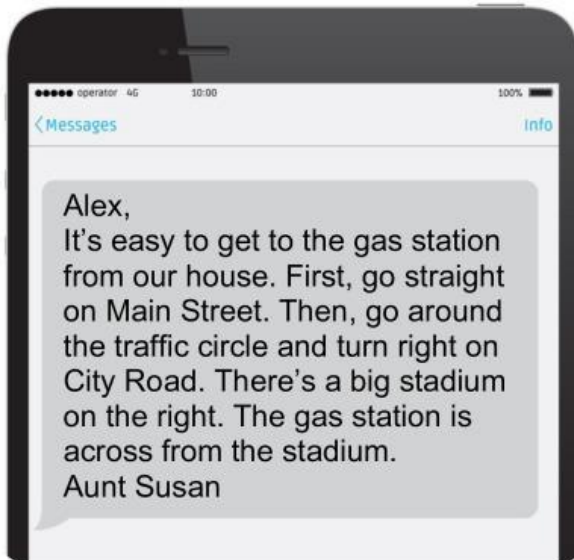 operator 4G 10:00 100%
Messages Info
Alex,
It's easy to get to the gas station
from our house. First, go straight
on Main Street. Then, go around
the traffic circle and turn right on
City Road. There's a big stadium
on the right. The gas station is
across from the stadium.
Aunt Susan